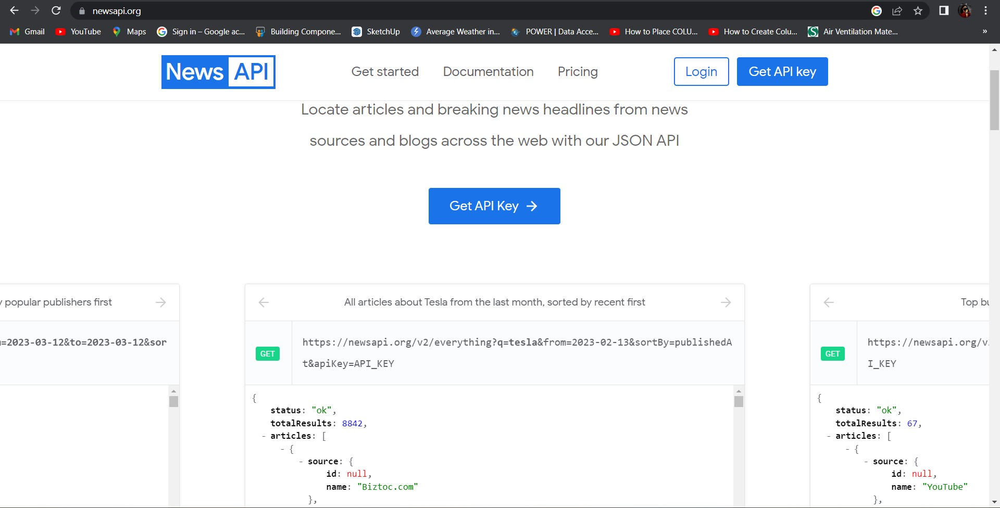 newsapi.org
Gmail YouTube Maps Sign in – Google ac... Building Compone... SketchUp Average Weather in... POWER | Data Acce... How to Place COLU... How to Create Colu... Air Ventilation Mate... »
News API Get started Documentation Pricing Login Get API key
Locate articles and breaking news headlines from news
sources and blogs across the web with our JSON API
Get API Key →
popular publishers first →
=2023-03-12&to=2023-03-12&sor
← All articles about Tesla from the last month, sorted by recent first →
GET
https://newsapi.org/v2/everything?q=tesla&from=2023-02-13&sortBy=publishedA
t&apiKey=API_KEY
{
status: "ok",
totalResults: 8842,
- articles: [
- {
- source: {
id: null,
name: "Biztoc.com"
},
← Top
GET
https://newsapi.org/v
I_KEY
{
status: "ok",
totalResults: 67,
- articles: [
- {
- source: {
id: null,
name: "YouTube"
},